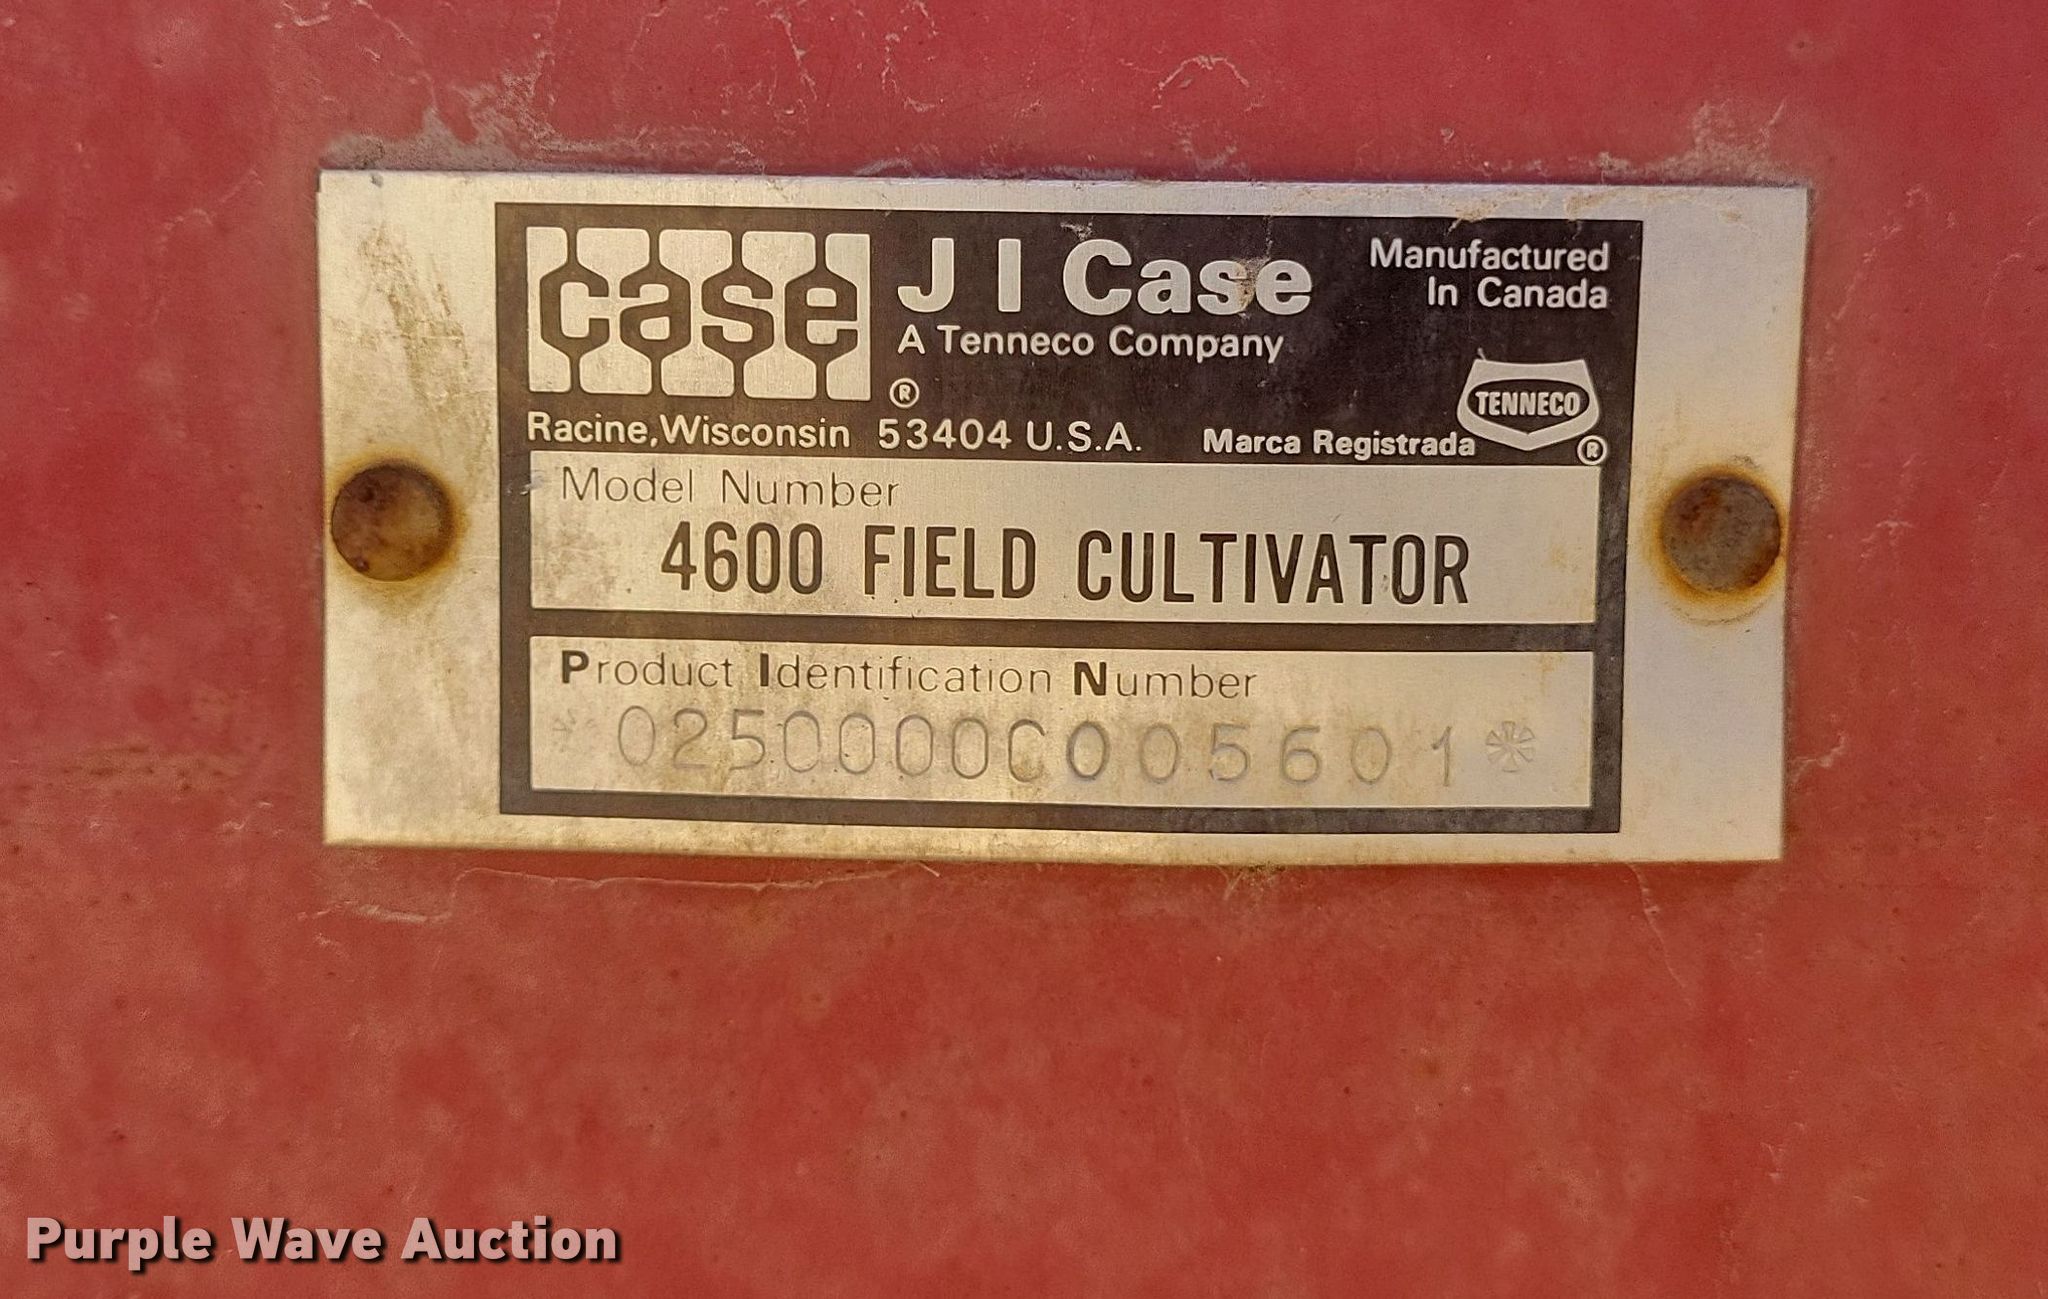 case
J I Case
Manufactured
In Canada
A Tenneco Company
®
TENNECO
Racine, Wisconsin 53404 U.S.A.
Marca Registrada ®
Model Number
4600 FIELD CULTIVATOR
Product Identification Number
*0250000C005601*
Purple Wave Auction